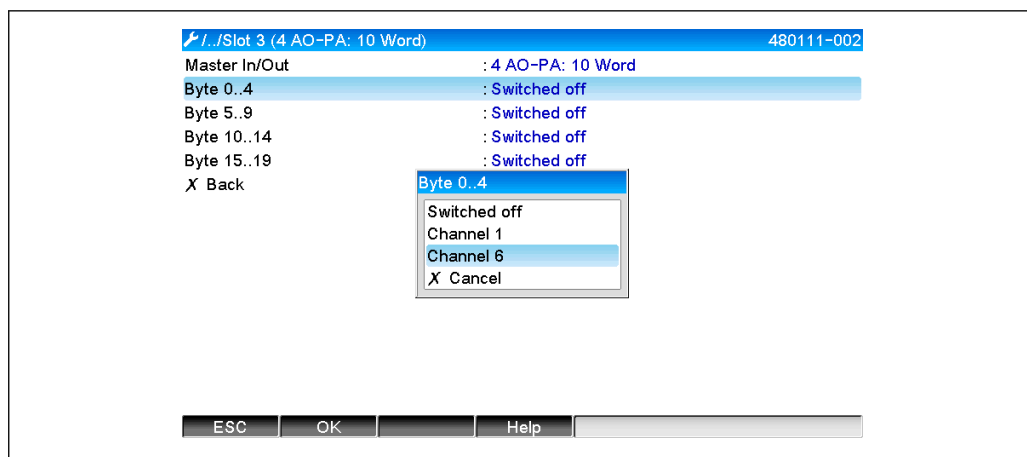 /../Slot 3 (4 AO-PA: 10 Word) 480111-002
Master In/Out : 4 AO-PA: 10 Word
Byte 0..4 : Switched off
Byte 5..9 : Switched off
Byte 10..14 : Switched off
Byte 15..19 : Switched off
X Back
Byte 0..4
Switched off
Channel 1
Channel 6
X Cancel
ESC OK Help